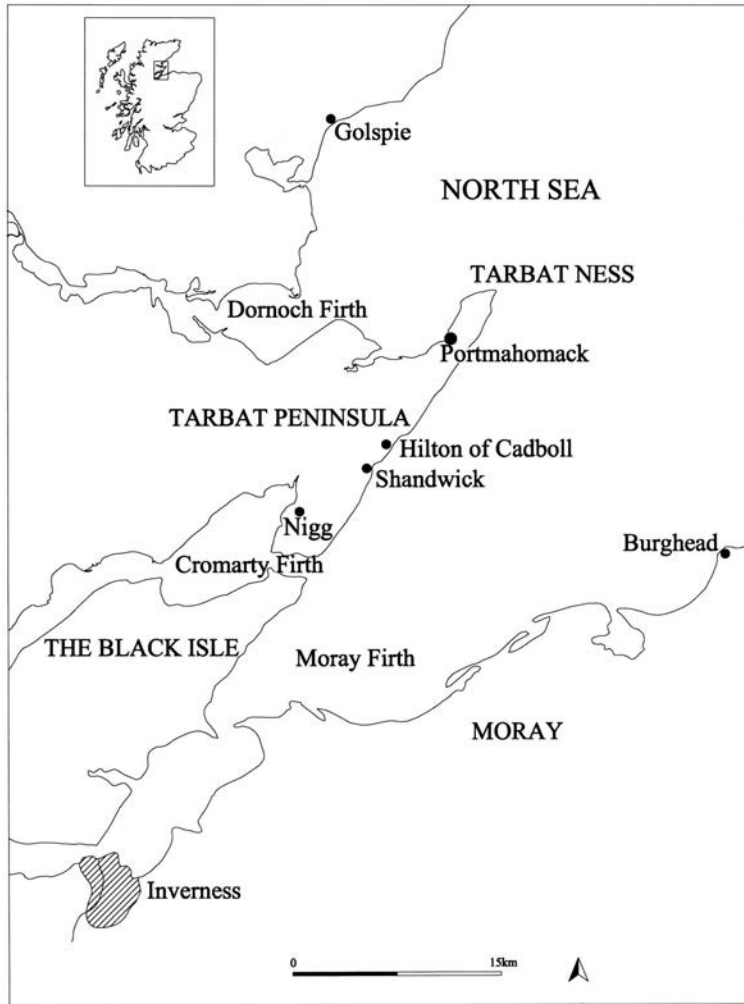 Golspie
NORTH SEA
TARBAT NESS
Dornoch Firth
Portmahomack
TARBAT PENINSULA
Hilton of Cadboll
Shandwick
Nigg
Burghead
Cromarty Firth
THE BLACK ISLE
Moray Firth
MORAY
Inverness
0 15km